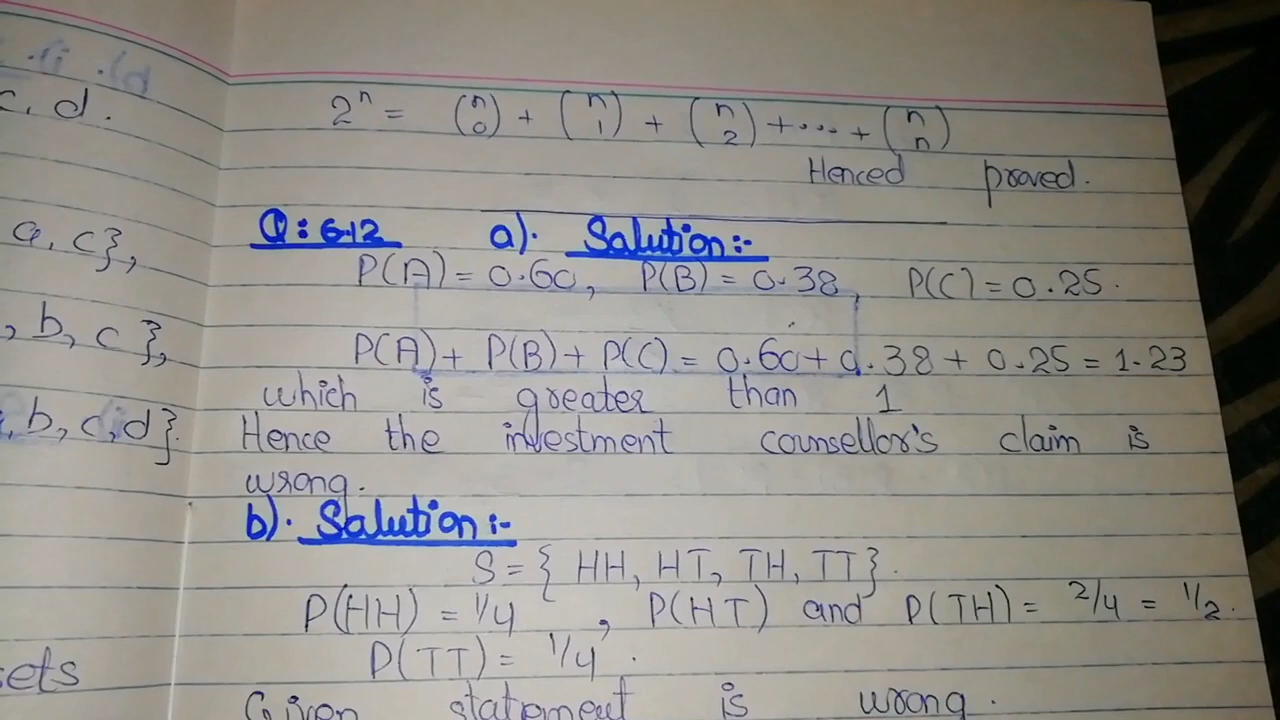 c, d.
a, c},
, b, c},
, b, c, d}.
sets
2ⁿ = (n 0) + (n 1) + (n 2) + .... + (n n)
Henced proved.
Q: 6.12 a). Salution:-
P(A) = 0.60, P(B) = 0.38, P(C) = 0.25.
P(A) + P(B) + P(C) = 0.60 + 0.38 + 0.25 = 1.23
which is greater than 1
Hence the investment counsellor's claim is
wrong.
b). Salution:-
S = { HH, HT, TH, TT }.
P(HH) = 1/4 , P(HT) and P(TH) = 2/4 = 1/2.
P(TT) = 1/4 .
Given statement is wrong.